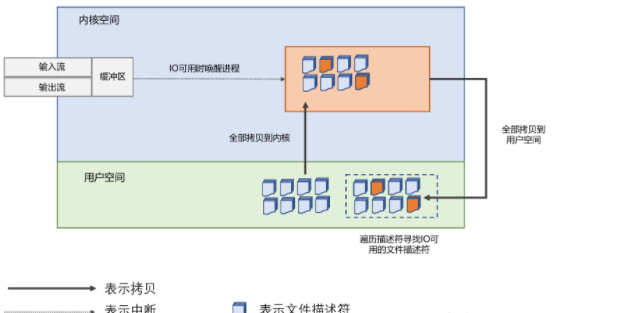 内核空间
输入流
输出流
缓冲区
IO可用时唤醒进程
全部拷贝到内核
全部拷贝到
用户空间
用户空间
遍历描述符寻找IO可
用的文件描述符
表示拷贝
表示中断
表示文件描述符